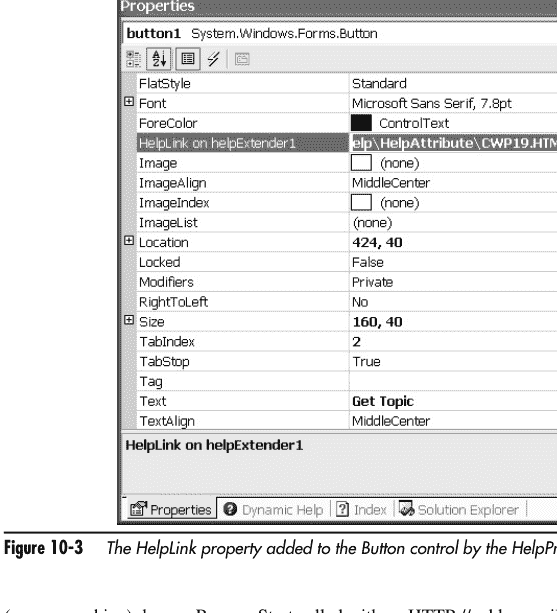 Properties
button1 System.Windows.Forms.Button
FlatStyle Standard
Font Microsoft Sans Serif, 7.8pt
ForeColor ControlText
HelpLink on helpExtender1 elp\HelpAttribute\CWP19.HTM
Image (none)
ImageAlign MiddleCenter
ImageIndex (none)
ImageList (none)
Location 424, 40
Locked False
Modifiers Private
RightToLeft No
Size 160, 40
TabIndex 2
TabStop True
Tag
Text Get Topic
TextAlign MiddleCenter
HelpLink on helpExtender1
Properties Dynamic Help Index Solution Explorer
Figure 10-3 The HelpLink property added to the Button control by the HelpPr